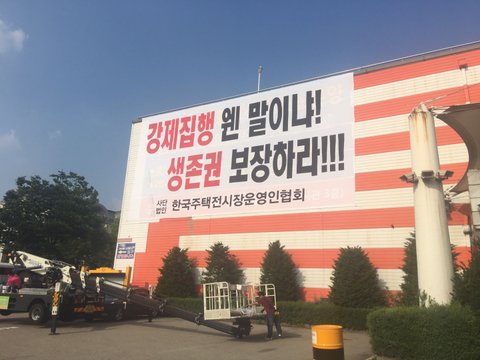 강제집행 웬 말이냐!
생존권 보장하라!!!
사단
법인 한국주택전시장운영인협회